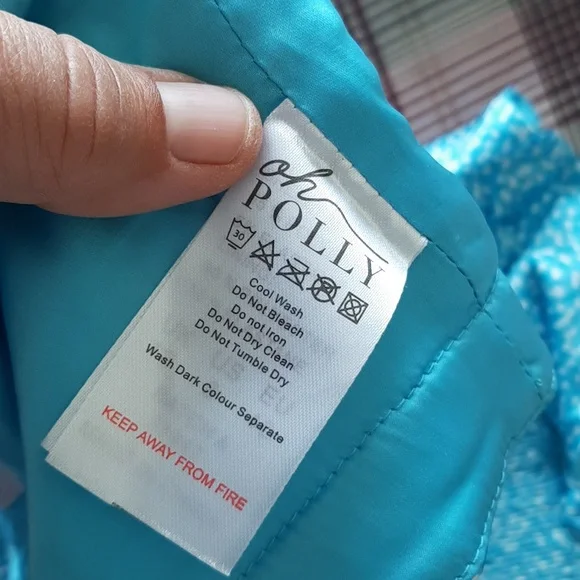 oh
POLLY
30
Cool Wash
Do Not Bleach
Do not Iron
Do Not Dry Clean
Do Not Tumble Dry
Wash Dark Colour Separate
KEEP AWAY FROM FIRE